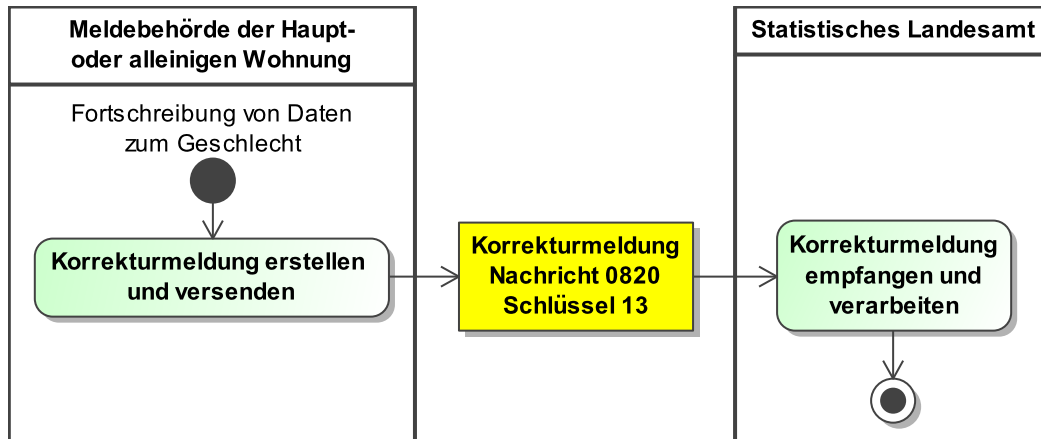 Meldebehörde der Haupt-
oder alleinigen Wohnung
Statistisches Landesamt
Fortschreibung von Daten
zum Geschlecht
Korrekturmeldung erstellen
und versenden
Korrekturmeldung
Nachricht 0820
Schlüssel 13
Korrekturmeldung
empfangen und
verarbeiten